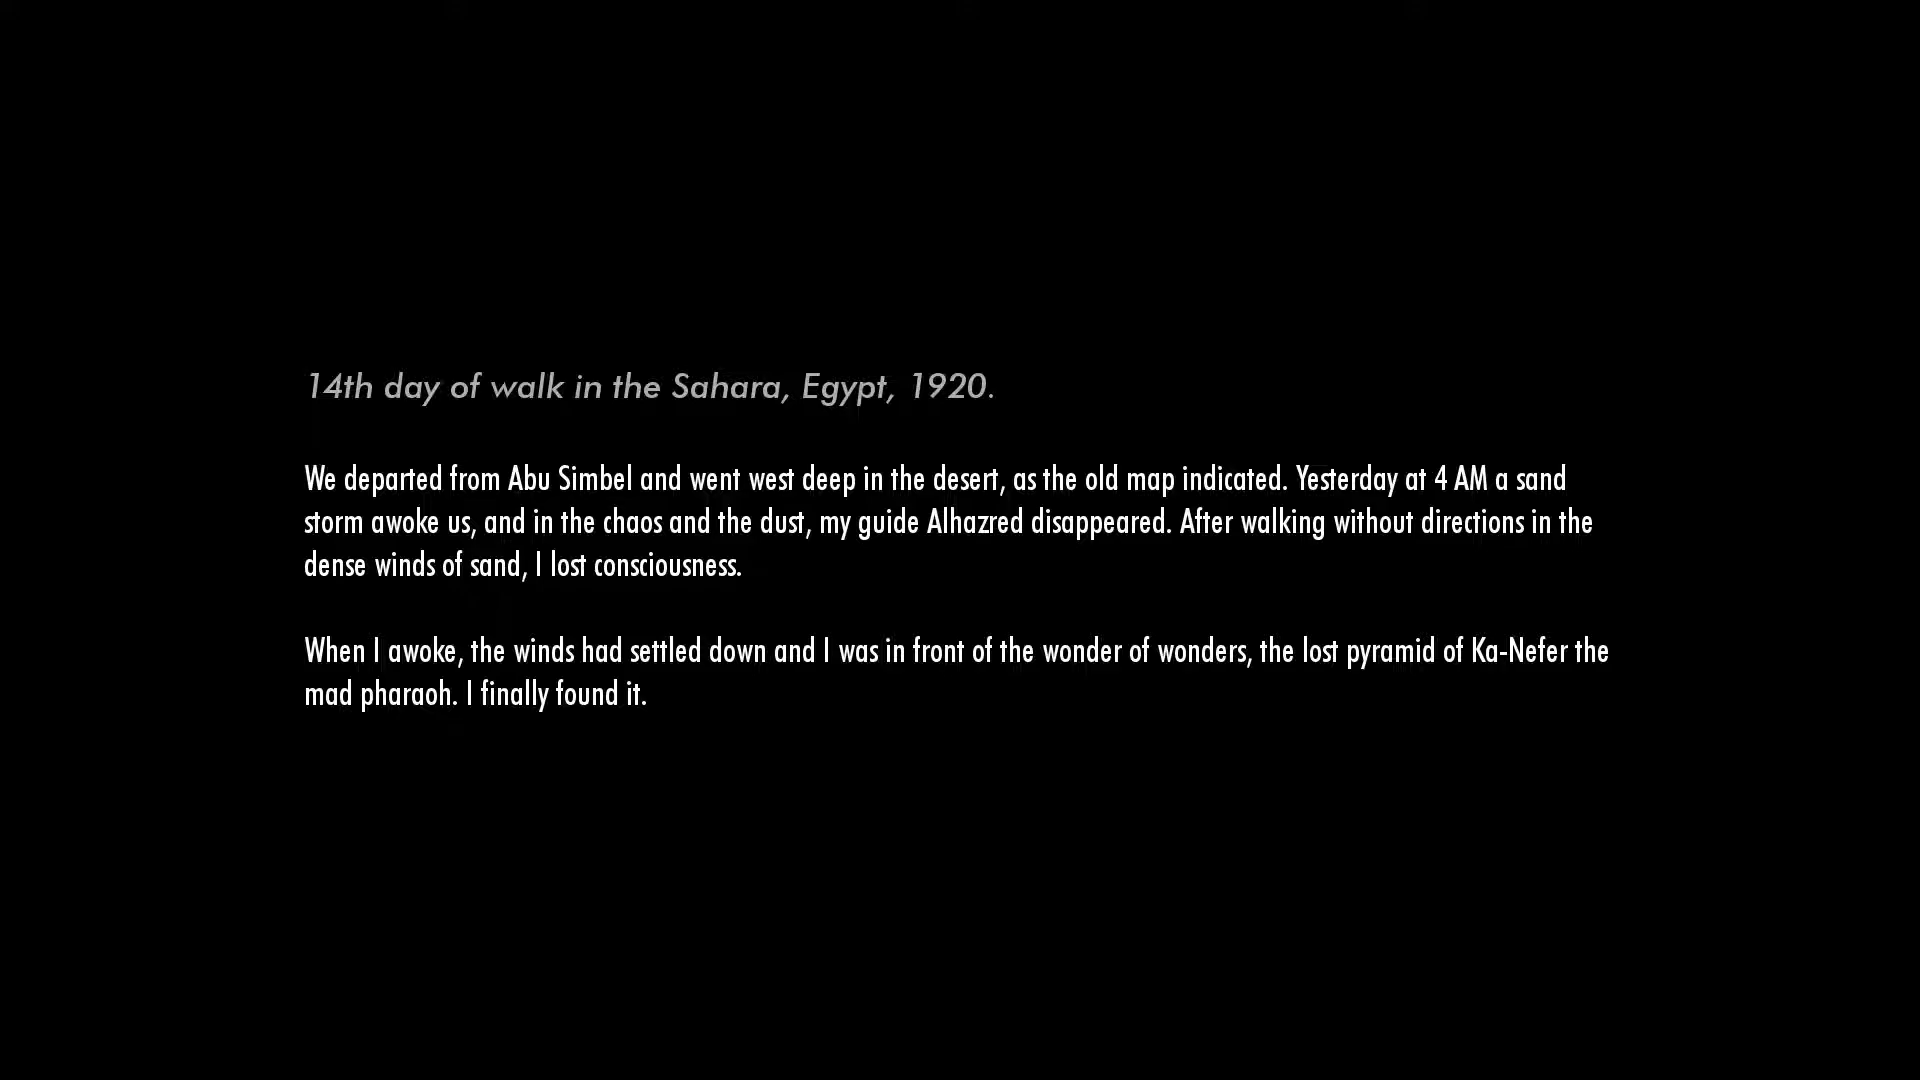 14th day of walk in the Sahara, Egypt, 1920.
We departed from Abu Simbel and went west deep in the desert, as the old map indicated. Yesterday at 4 AM a sand
storm awoke us, and in the chaos and the dust, my guide Alhazred disappeared. After walking without directions in the
dense winds of sand, I lost consciousness.
When I awoke, the winds had settled down and I was in front of the wonder of wonders, the lost pyramid of Ka-Nefer the
mad pharaoh. I finally found it.